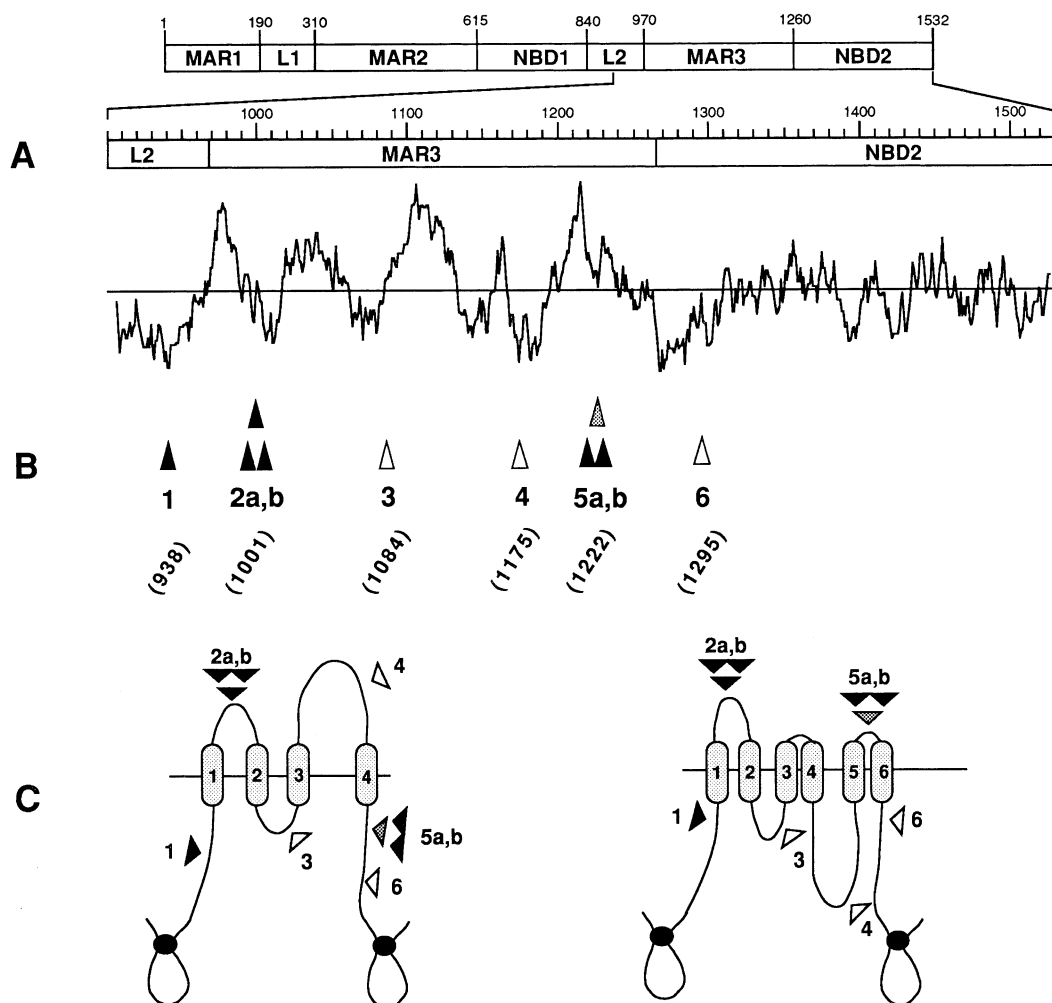 1 190 310 615 840 970 1260 1532
MAR1 L1 MAR2 NBD1 L2 MAR3 NBD2
1000 1100 1200 1300 1400 1500
A
L2 MAR3 NBD2
B
1 2a,b 3 4 5a,b 6
(938) (1001) (1084) (1175) (1222) (1295)
C
2a,b 4
1 2 3 4
1 3 5a,b
6
2a,b 5a,b
1 2 3 4 5 6
1 3 6
4